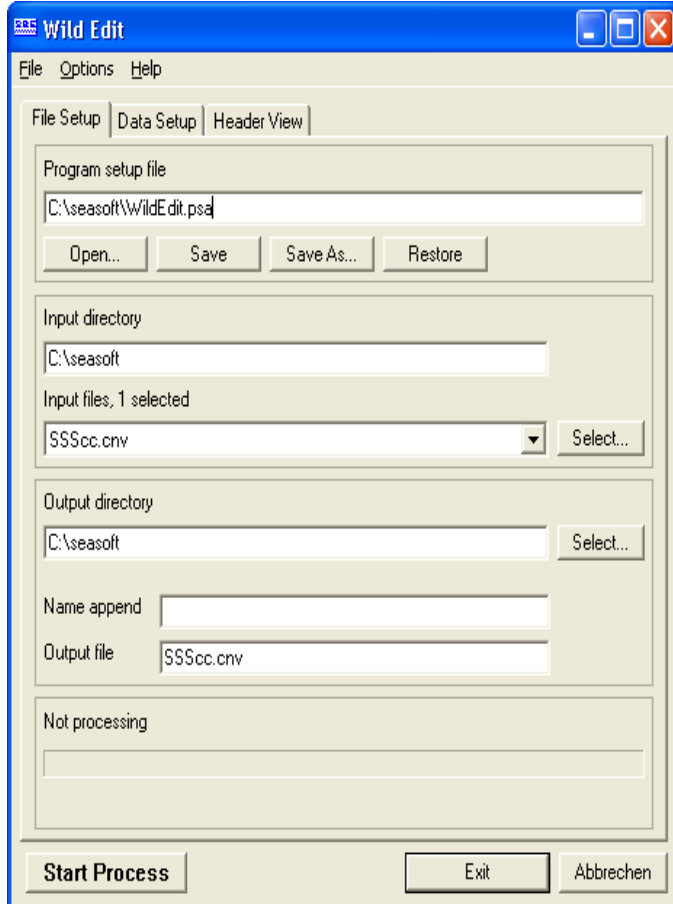 SBE Wild Edit
File Options Help
File Setup Data Setup Header View
Program setup file
C:\seasoft\WildEdit.psa
Open... Save Save As... Restore
Input directory
C:\seasoft
Input files, 1 selected
SSScc.cnv Select...
Output directory
C:\seasoft Select...
Name append
Output file SSScc.cnv
Not processing
Start Process Exit Abbrechen